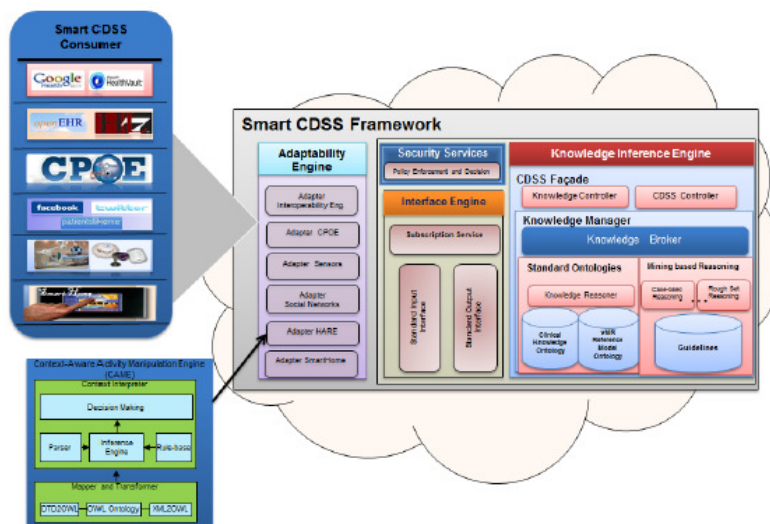 Smart CDSS
Consumer
Google
HealthVault
openEHR
CPOE
facebook
twitter
patientslikeme
Smart Home
Smart CDSS Framework
Adaptability
Engine
Adapter
Interoperability Eng.
Adapter CPOE
Adapter Sensors
Adapter
Social Networks
Adapter HARE
Adapter SmartHome
Security Services
Policy Enforcement and Decision
Interface Engine
Subscription Service
Standard Input
Interface
Standard Output
Interface
Knowledge Inference Engine
CDSS Façade
Knowledge Controller
CDSS Controller
Knowledge Manager
Knowledge Broker
Standard Ontologies
Knowledge Reasoner
Clinical
Knowledge
Ontology
vMR
Reference
Model
Ontology
Mining based Reasoning
Case-based
Reasoning
...
Rough Set
Reasoning
Guidelines
Context-Aware Activity Manipulation Engine
(CAME)
Context Interpreter
Decision Making
Parser
Inference
Engine
Rule-base
Mapper and Transformer
DTD2OWL
OWL Ontology
XML2OWL